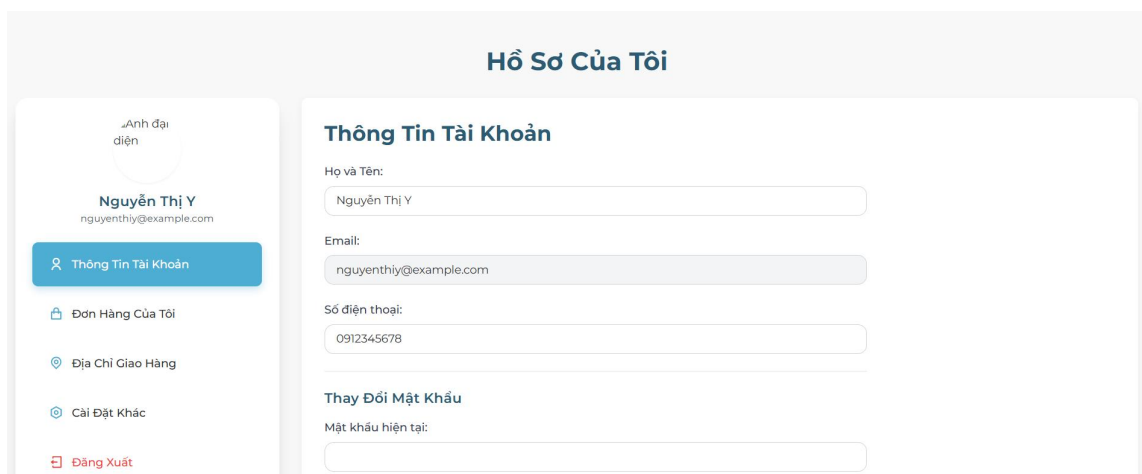 Hồ Sơ Của Tôi
Ảnh đại
diện
Nguyễn Thị Y
nguyenthiy@example.com
Thông Tin Tài Khoản
Đơn Hàng Của Tôi
Địa Chỉ Giao Hàng
Cài Đặt Khác
Đăng Xuất
Thông Tin Tài Khoản
Họ và Tên:
Nguyễn Thị Y
Email:
nguyenthiy@example.com
Số điện thoại:
0912345678
Thay Đổi Mật Khẩu
Mật khẩu hiện tại: